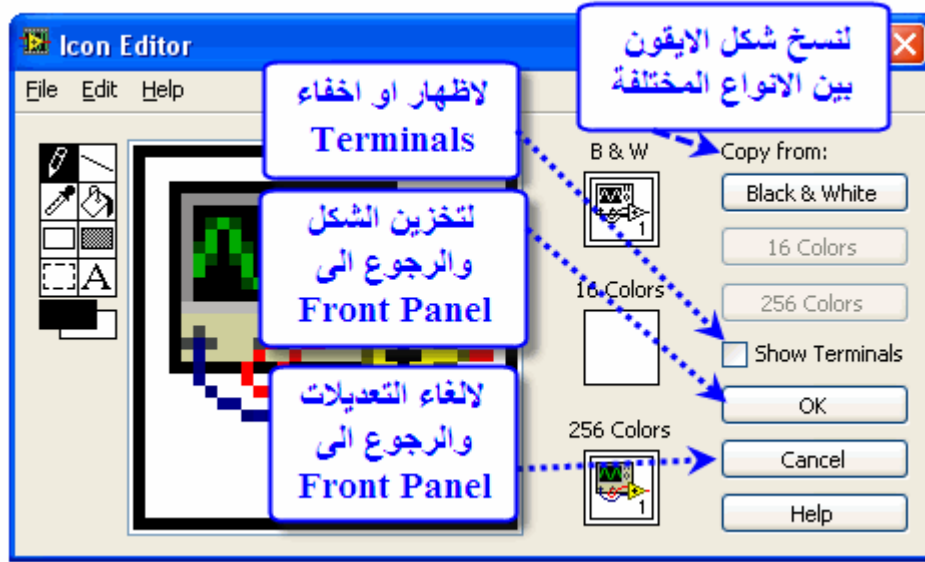 Icon Editor
File Edit Help
لنسخ شكل الايقون
بين الانواع المختلفة
لاظهار او اخفاء
Terminals
لتخزين الشكل
والرجوع الى
Front Panel
لالغاء التعديلات
والرجوع الى
Front Panel
A
B & W
1
16 Colors
256 Colors
1
Copy from:
Black & White
16 Colors
256 Colors
Show Terminals
OK
Cancel
Help